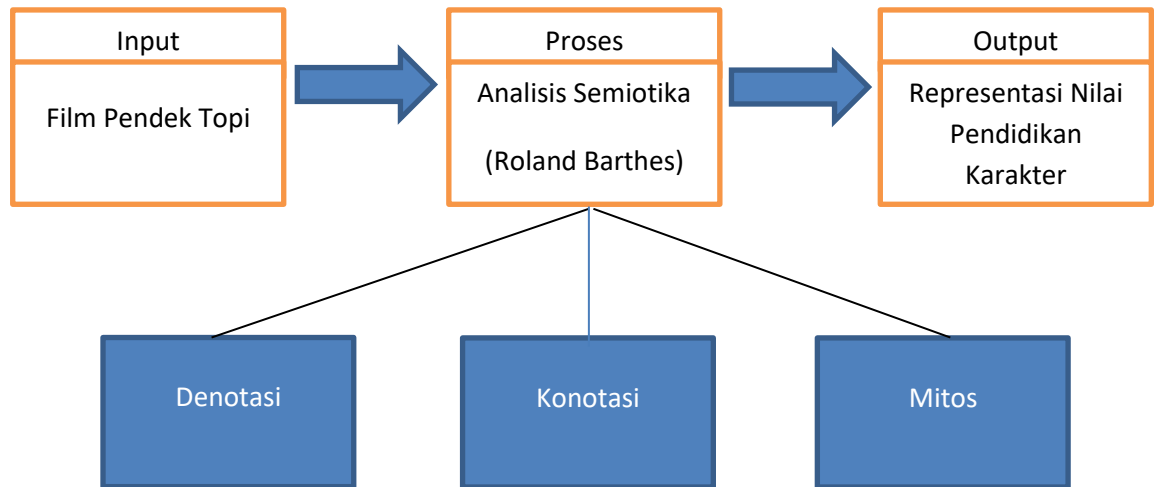 Input
Film Pendek Topi
Proses
Analisis Semiotika
(Roland Barthes)
Output
Representasi Nilai
Pendidikan
Karakter
Denotasi
Konotasi
Mitos